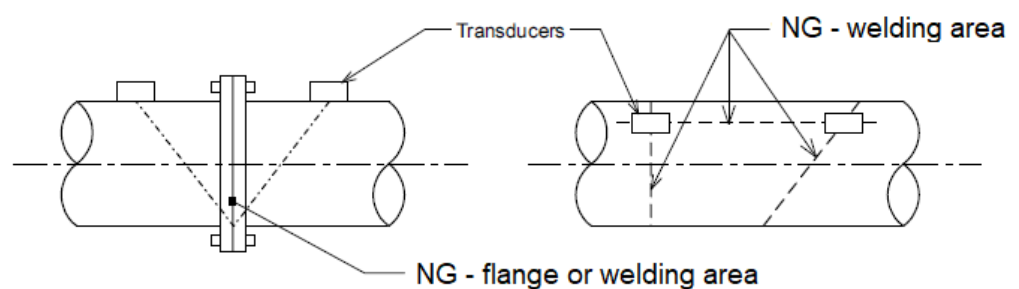 Transducers
NG - welding area
NG - flange or welding area